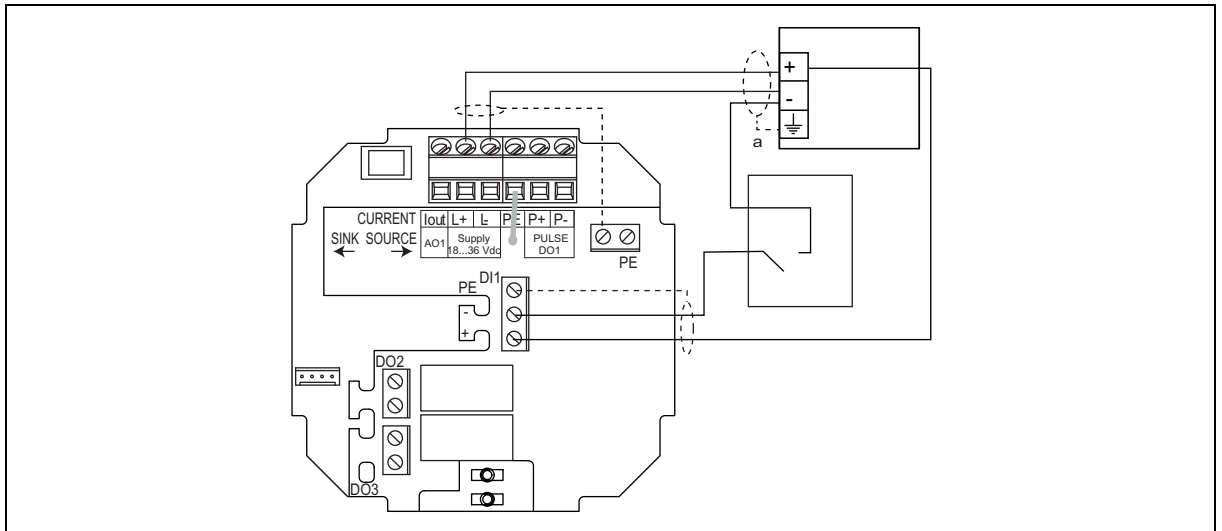 +
-
a
CURRENT
SINK SOURCE
Iout L+ L- PE P+ P-
AO1
Supply
18...36 Vdc
PULSE
DO1
PE
DI1
PE
-
+
DO2
DO3